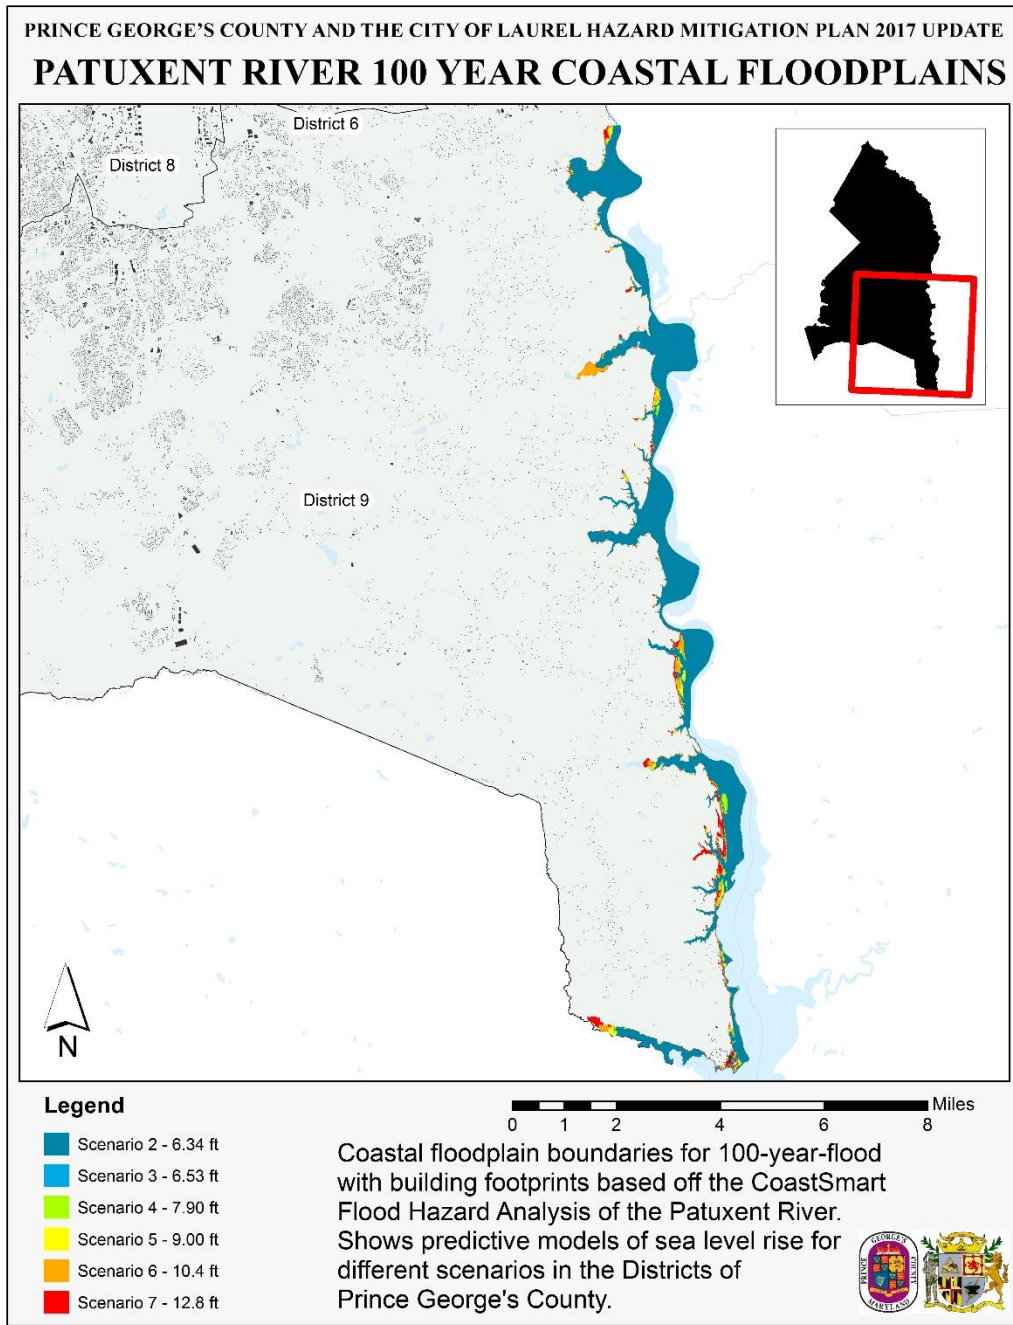 PRINCE GEORGE'S COUNTY AND THE CITY OF LAUREL HAZARD MITIGATION PLAN 2017 UPDATE
PATUXENT RIVER 100 YEAR COASTAL FLOODPLAINS
District 6
District 8
District 9
N
Legend
Scenario 2 - 6.34 ft
Scenario 3 - 6.53 ft
Scenario 4 - 7.90 ft
Scenario 5 - 9.00 ft
Scenario 6 - 10.4 ft
Scenario 7 - 12.8 ft
Miles
0 1 2 4 6 8
Coastal floodplain boundaries for 100-year-flood
with building footprints based off the CoastSmart
Flood Hazard Analysis of the Patuxent River.
Shows predictive models of sea level rise for
different scenarios in the Districts of
Prince George's County.
PRINCE GEORGE'S COUNTY
MARYLAND